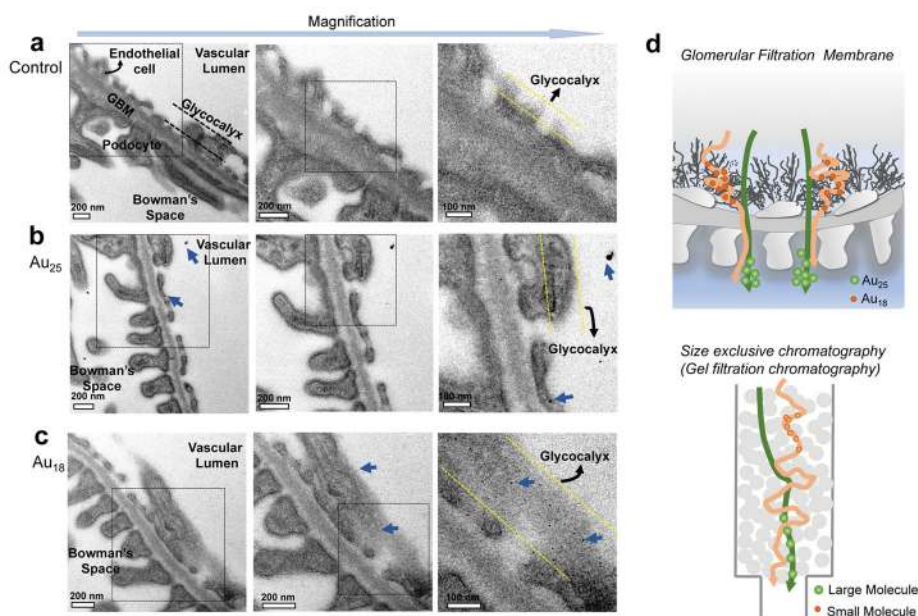 Magnification
a
Control
Endothelial
cell
Vascular
Lumen
GBM
Glycocalyx
Podocyte
Bowman's
Space
200 nm
200 nm
Glycocalyx
100 nm
b
Au25
Vascular
Lumen
Bowman's
Space
200 nm
200 nm
Glycocalyx
100 nm
c
Au18
Vascular
Lumen
Bowman's
Space
200 nm
200 nm
Glycocalyx
100 nm
d
Glomerular Filtration Membrane
Au25
Au18
Size exclusive chromatography
(Gel filtration chromatography)
Large Molecule
Small Molecule